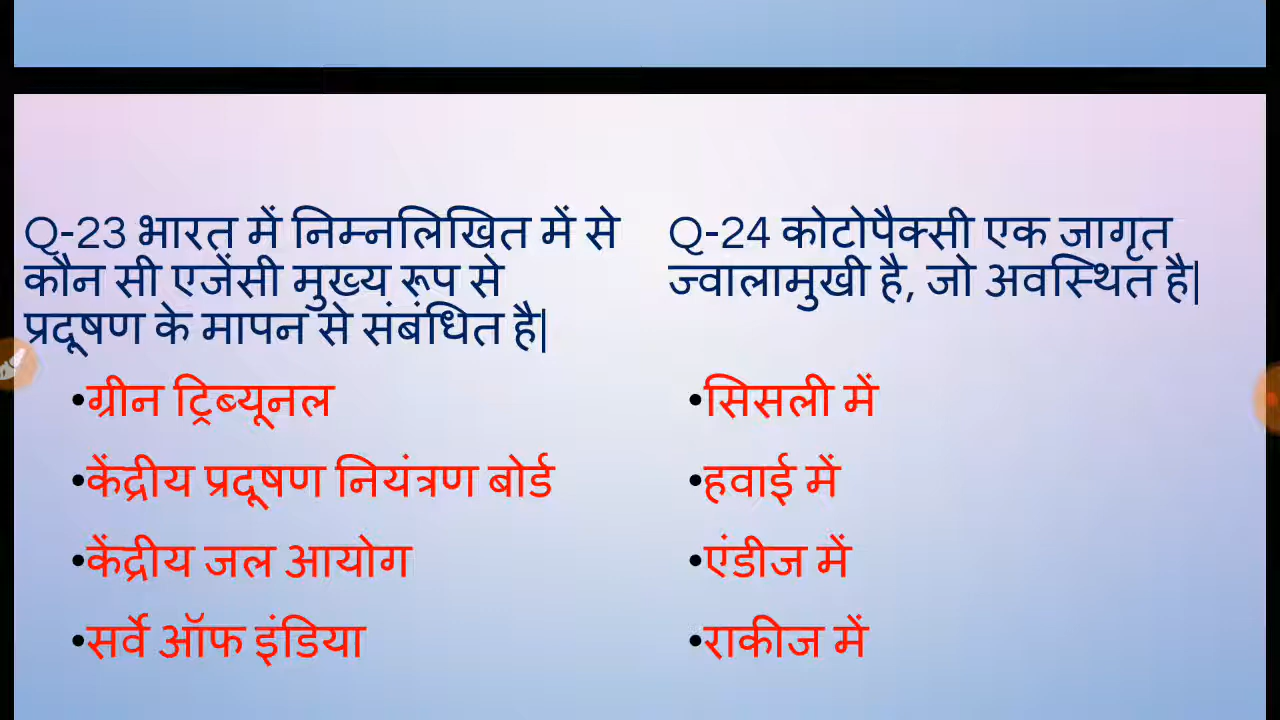 Q-23 भारत में निम्नलिखित में से
कौन सी एजेंसी मुख्य रूप से
प्रदूषण के मापन से संबंधित है|
•ग्रीन ट्रिब्यूनल
•केंद्रीय प्रदूषण नियंत्रण बोर्ड
•केंद्रीय जल आयोग
•सर्वे ऑफ इंडिया
Q-24 कोटोपैक्सी एक जागृत
ज्वालामुखी है, जो अवस्थित है|
•सिसली में
•हवाई में
•एंडीज में
•राकीज में